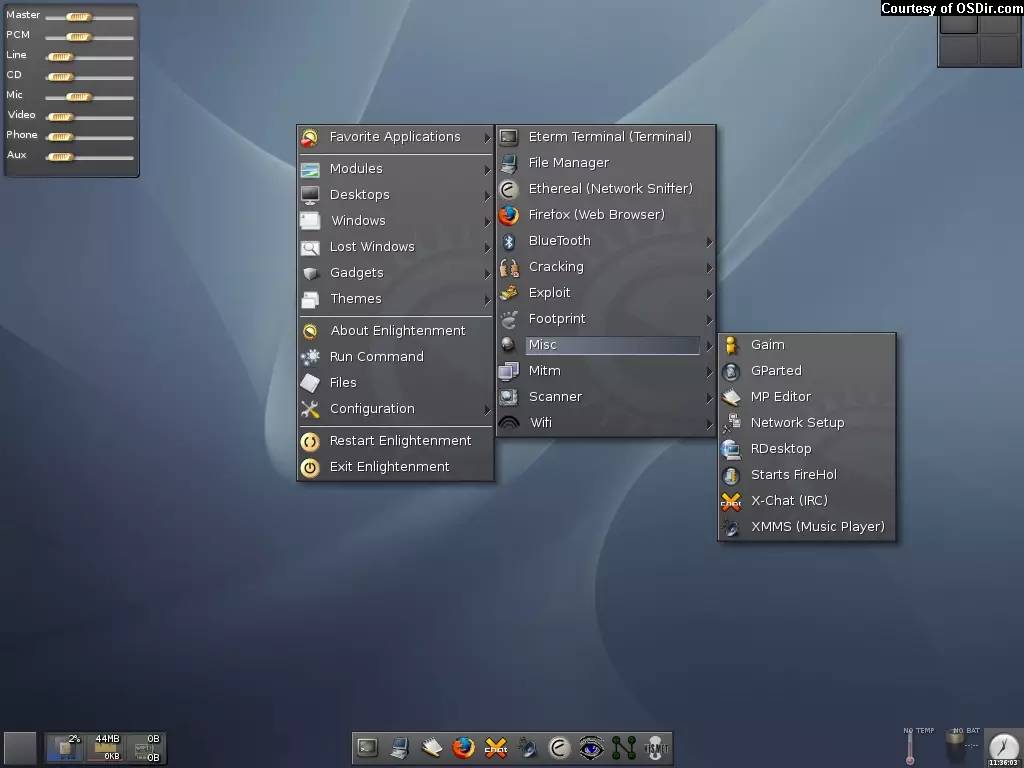 Courtesy of OSDir.com
Master
PCM
Line
CD
Mic
Video
Phone
Aux
Favorite Applications
Modules
Desktops
Windows
Lost Windows
Gadgets
Themes
About Enlightenment
Run Command
Files
Configuration
Restart Enlightenment
Exit Enlightenment
Eterm Terminal (Terminal)
File Manager
Ethereal (Network Sniffer)
Firefox (Web Browser)
BlueTooth
Cracking
Exploit
Footprint
Misc
Mitm
Scanner
Wifi
Gaim
GParted
MP Editor
Network Setup
RDesktop
Starts FireHol
X-Chat (IRC)
XMMS (Music Player)
2%
44MB
0KB
0B
0B
chat
KISMET
NO TEMP
NO BAT
11:36:03